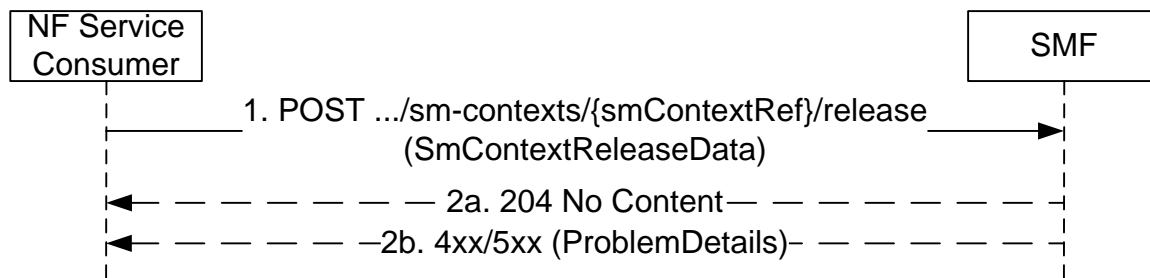 NF Service
Consumer
SMF
1. POST .../sm-contexts/{smContextRef}/release
(SmContextReleaseData)
2a. 204 No Content
2b. 4xx/5xx (ProblemDetails)